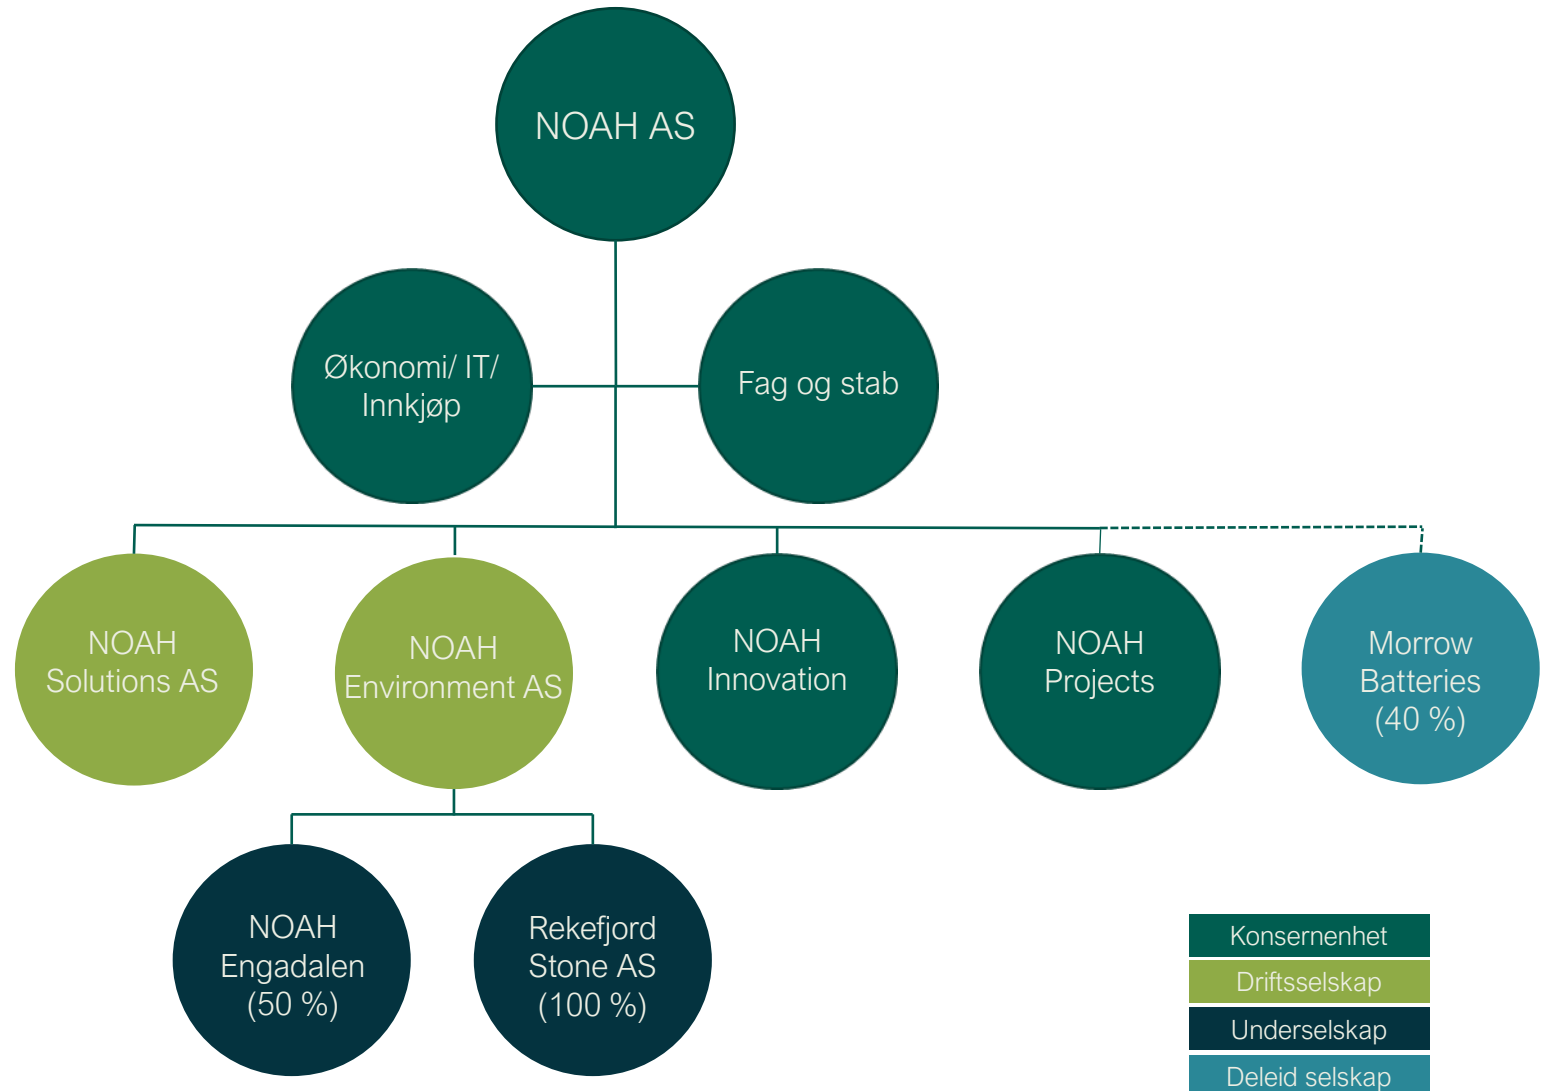 NOAH AS
Økonomi/ IT/
Innkjøp
Fag og stab
NOAH
Solutions AS
NOAH
Environment AS
NOAH
Innovation
NOAH
Projects
Morrow
Batteries
(40 %)
NOAH
Engadalen
(50 %)
Rekefjord
Stone AS
(100 %)
Konsernenhet
Driftsselskap
Underselskap
Deleid selskap